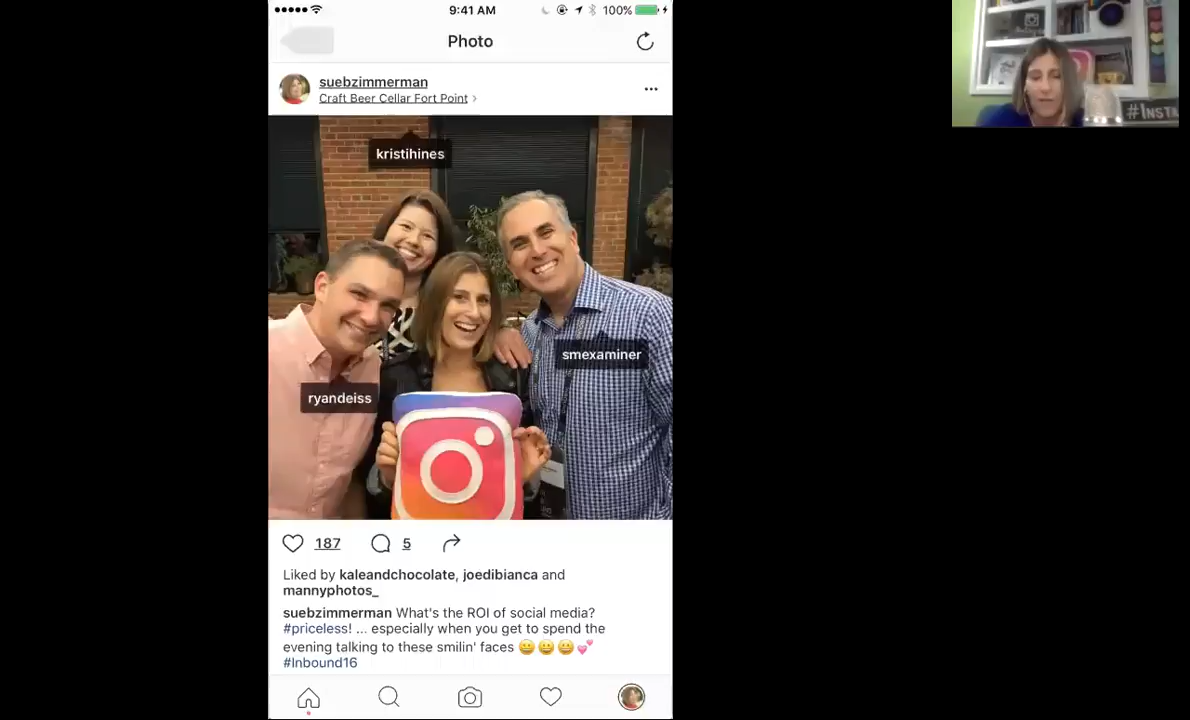 9:41 AM
100%
Photo
suebzimmerman
Craft Beer Cellar Fort Point >
kristihines
smexaminer
ryandeiss
187
5
Liked by kaleandchocolate, joedibianca and
mannyphotos_
suebzimmerman What's the ROI of social media?
#priceless! ... especially when you get to spend the
evening talking to these smilin' faces 😀😀😀💕
#Inbound16
#INST